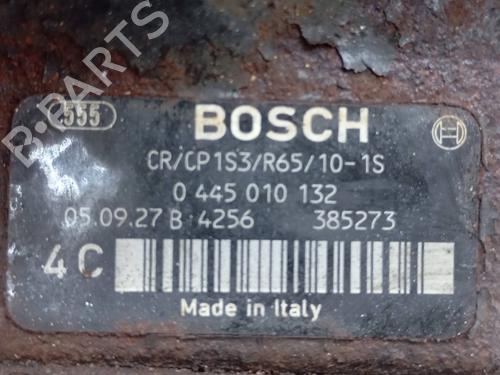 555 BOSCH
CR/CP1S3/R65/10-1S
0 445 010 132
05.09.27 B 4256 385273
4C
Made in Italy
B-PARTS